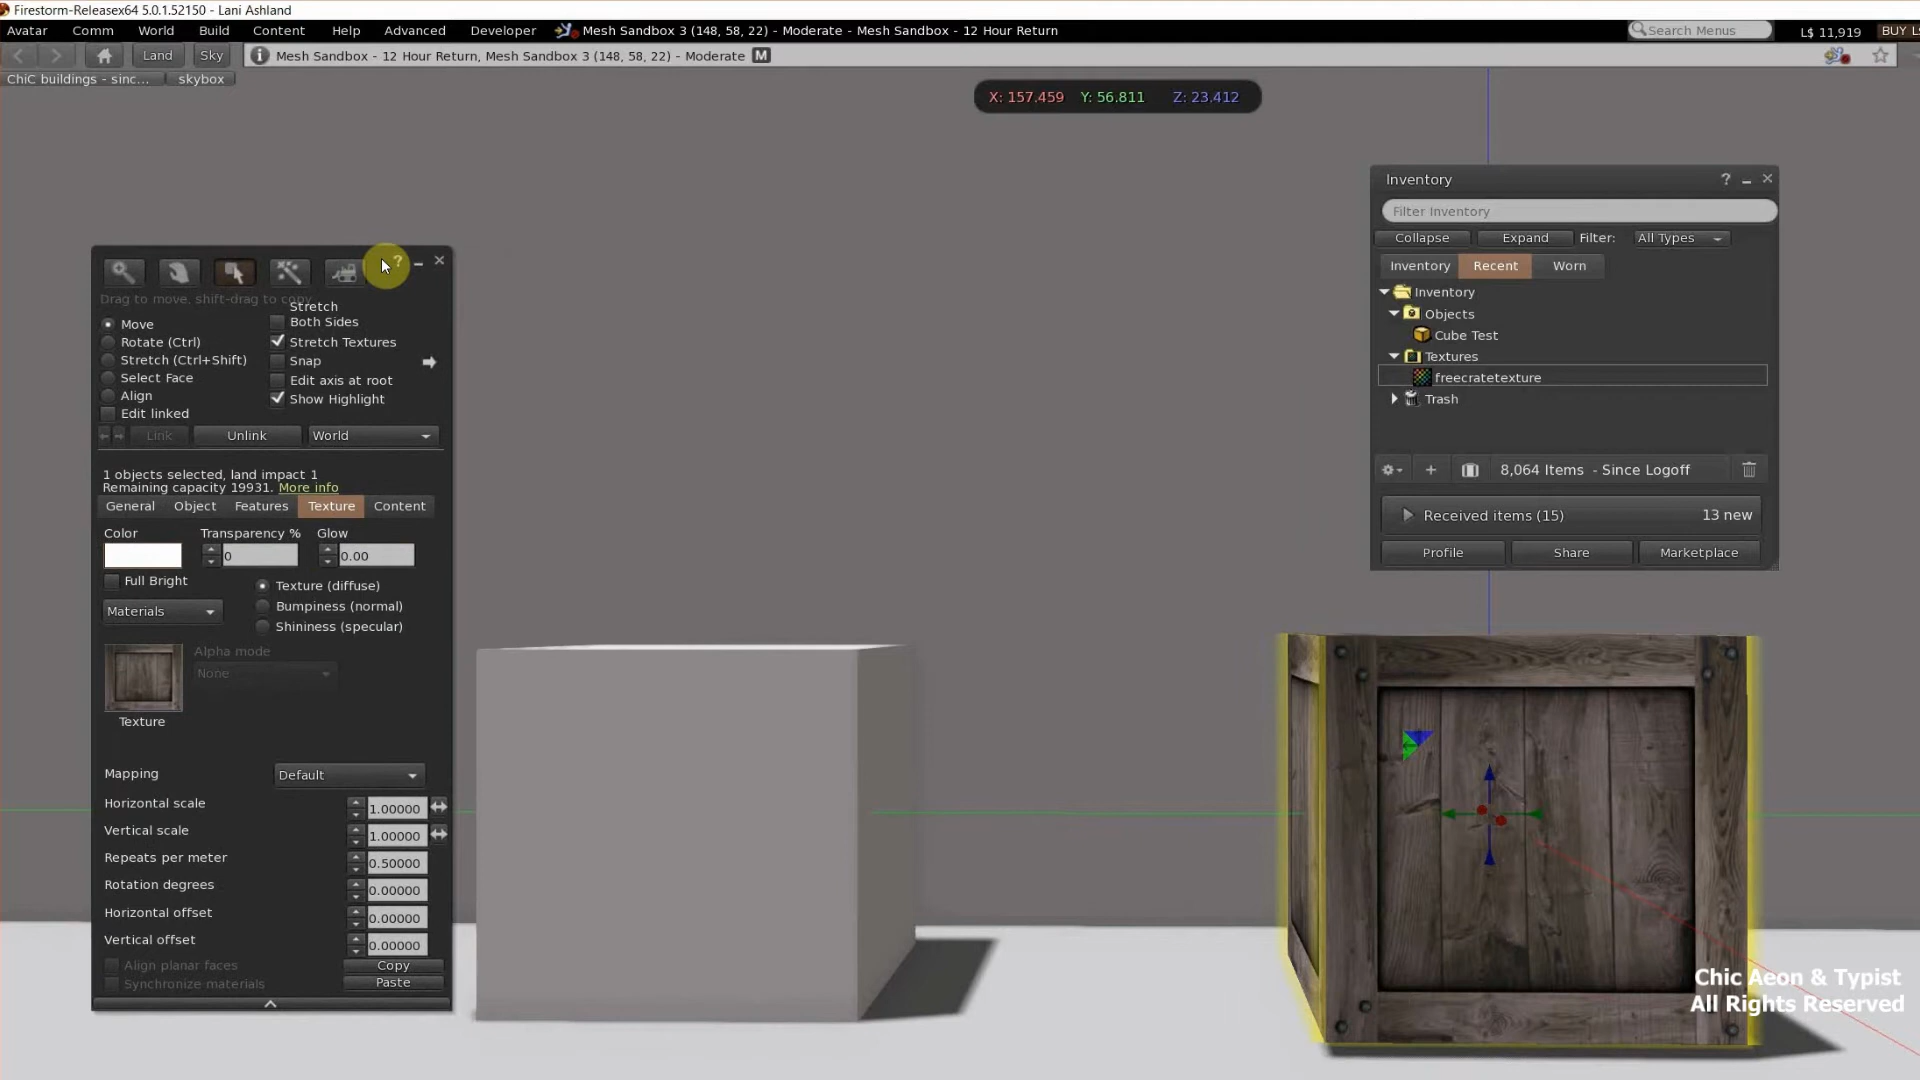 Firestorm-Releasex64 5.0.1.52150 - Lani Ashland
Avatar Comm World Build Content Help Advanced Developer Mesh Sandbox 3 (148, 58, 22) - Moderate - Mesh Sandbox - 12 Hour Return Search Menus L$ 11,919 BUY L$
Land Sky Mesh Sandbox - 12 Hour Return, Mesh Sandbox 3 (148, 58, 22) - Moderate M
ChiC buildings - sinc... skybox
X: 157.459 Y: 56.811 Z: 23.412
Drag to move, shift-drag to copy
Stretch
Both Sides
Move
Rotate (Ctrl)
Stretch Textures
Stretch (Ctrl+Shift)
Snap
Select Face
Edit axis at root
Align
Show Highlight
Edit linked
Link Unlink World
1 objects selected, land impact 1
Remaining capacity 19931. More info
General Object Features Texture Content
Color Transparency % Glow
0 0.00
Full Bright
Texture (diffuse)
Materials
Bumpiness (normal)
Shininess (specular)
Alpha mode
None
Texture
Mapping Default
Horizontal scale 1.00000
Vertical scale 1.00000
Repeats per meter 0.50000
Rotation degrees 0.00000
Horizontal offset 0.00000
Vertical offset 0.00000
Align planar faces Copy
Synchronize materials Paste
Inventory ?
Filter Inventory
Collapse Expand Filter: All Types
Inventory Recent Worn
Inventory
Objects
Cube Test
Textures
freecratetexture
Trash
8,064 Items - Since Logoff
Received items (15) 13 new
Profile Share Marketplace
Chic Aeon & Typist
All Rights Reserved